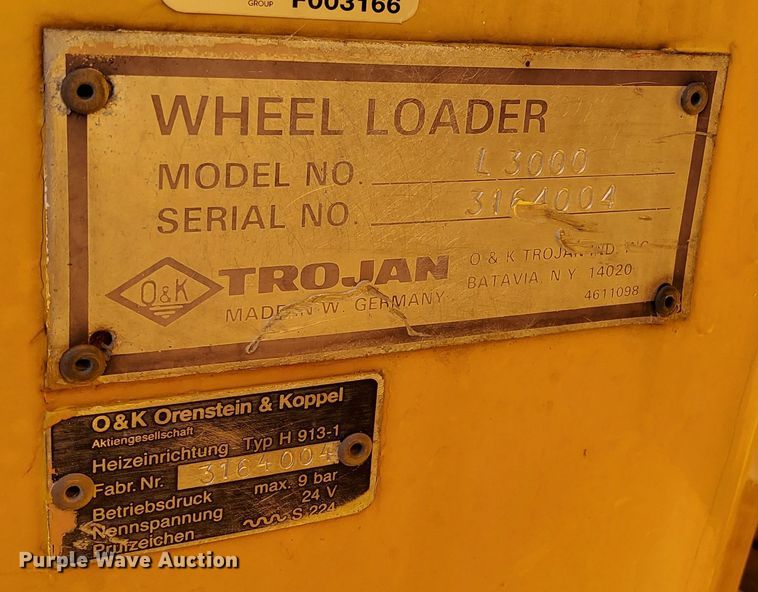 GROUP F003166
WHEEL LOADER
MODEL NO. L 3000
SERIAL NO. 3164004
O&K TROJAN
MADE IN W. GERMANY
O & K TROJAN IND. INC.
BATAVIA, N.Y. 14020
4611098
O&K Orenstein & Koppel
Aktiengesellschaft
Heizeinrichtung Typ H 913-1
Fabr. Nr. 3164004
Betriebsdruck max. 9 bar
Nennspannung 24 V
Prüfzeichen S 224
Purple Wave Auction